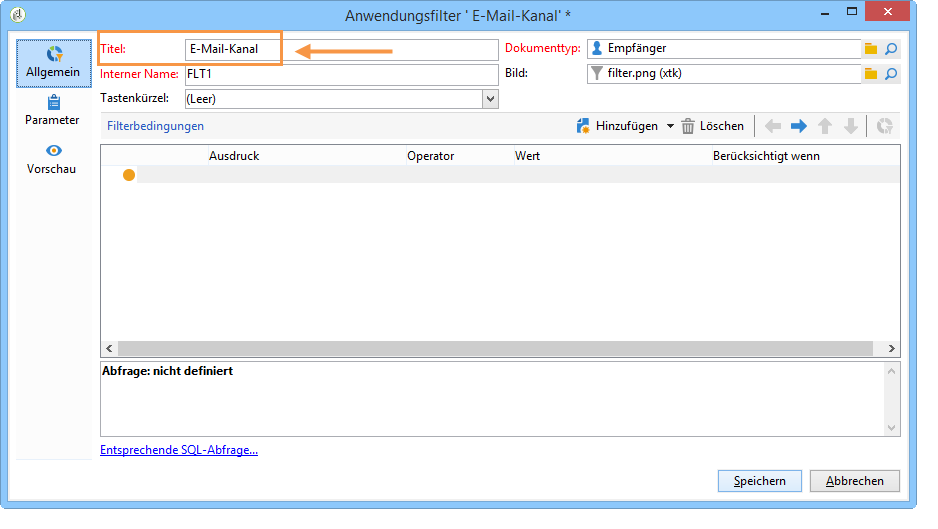 Anwendungsfilter ' E-Mail-Kanal' *
Allgemein
Parameter
Vorschau
Titel: E-Mail-Kanal
Dokumenttyp: Empfänger
Interner Name: FLT1
Bild: filter.png (xtk)
Tastenkürzel: (Leer)
Filterbedingungen
Hinzufügen
Löschen
Ausdruck Operator Wert Berücksichtigt wenn
Abfrage: nicht definiert
Entsprechende SQL-Abfrage...
Speichern
Abbrechen